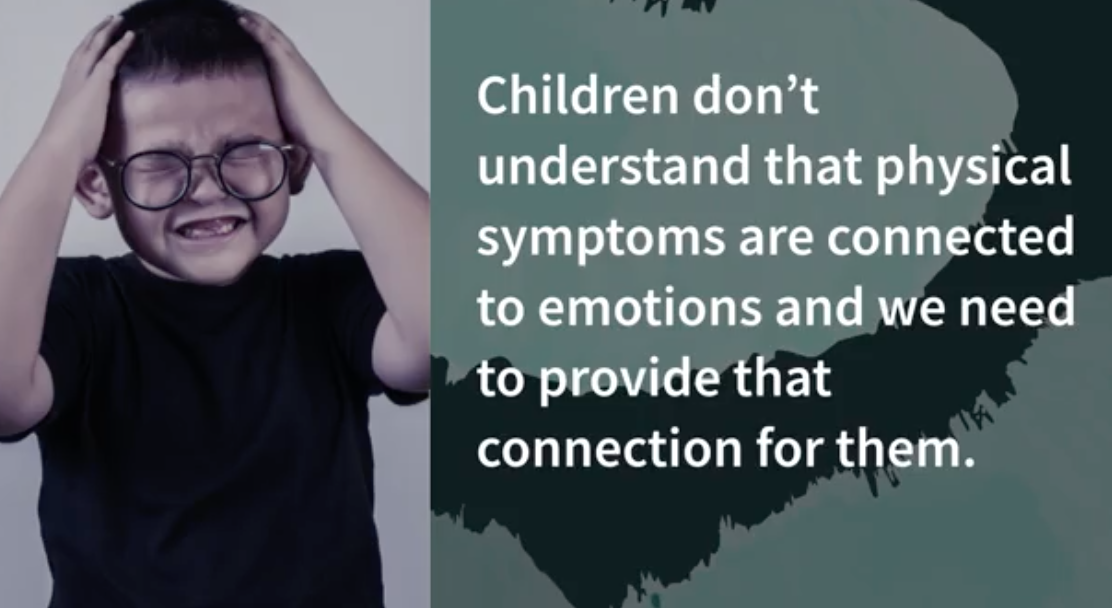 Children don’t
understand that physical
symptoms are connected
to emotions and we need
to provide that
connection for them.